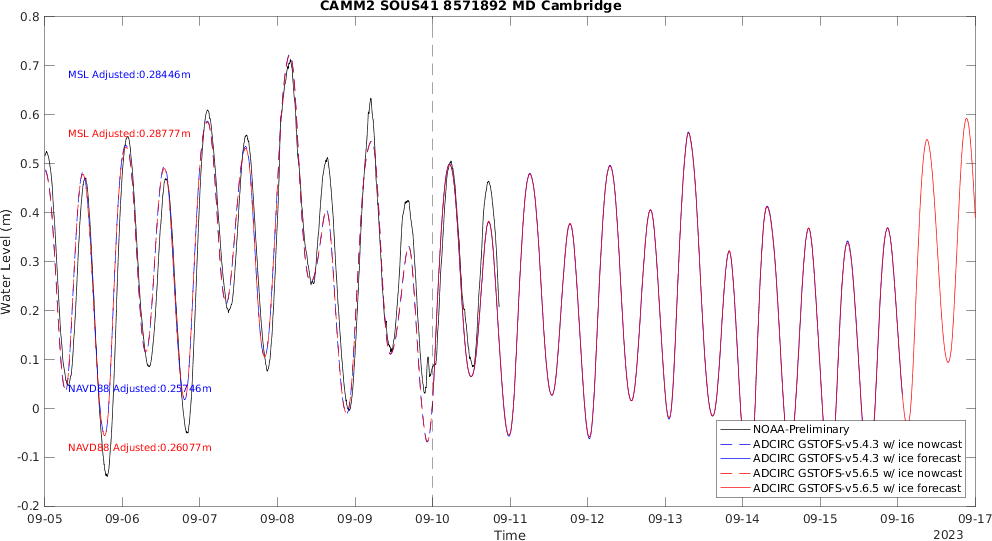 CAMM2 SOUS41 8571892 MD Cambridge
0.8
0.7
0.6
0.5
0.4
0.3
0.2
0.1
0
-0.1
-0.2
Water Level (m)
MSL Adjusted:0.28446m
MSL Adjusted:0.28777m
NAVD88 Adjusted:0.25746m
NAVD88 Adjusted:0.26077m
NOAA-Preliminary
ADCIRC GSTOFS-v5.4.3 w/ ice nowcast
ADCIRC GSTOFS-v5.4.3 w/ ice forecast
ADCIRC GSTOFS-v5.6.5 w/ ice nowcast
ADCIRC GSTOFS-v5.6.5 w/ ice forecast
09-05 09-06 09-07 09-08 09-09 09-10 09-11 09-12 09-13 09-14 09-15 09-16 09-17
Time
2023